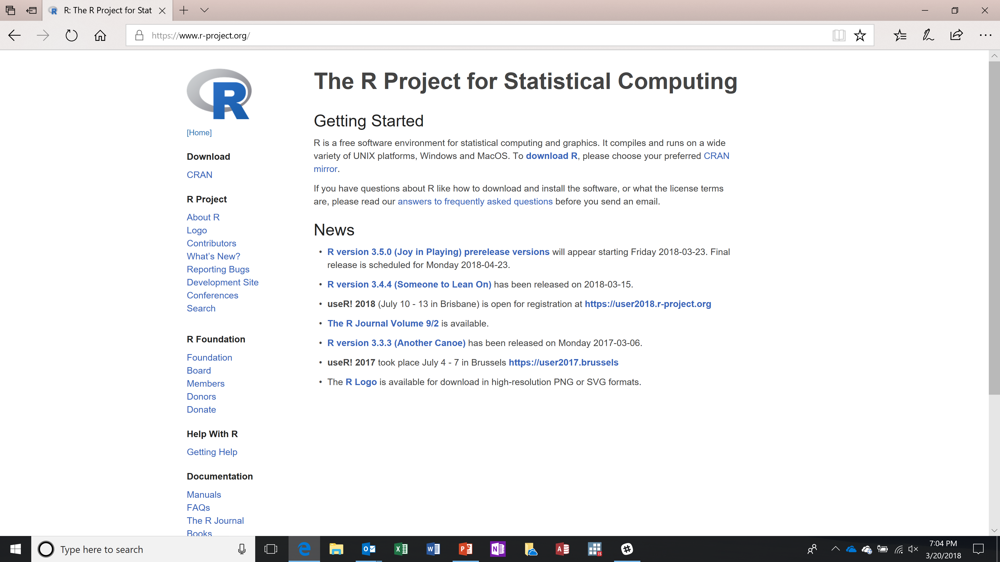 R: The R Project for Stat
https://www.r-project.org/
R
The R Project for Statistical Computing
[Home]
Download
CRAN
R Project
About R
Logo
Contributors
What's New?
Reporting Bugs
Development Site
Conferences
Search
R Foundation
Foundation
Board
Members
Donors
Donate
Help With R
Getting Help
Documentation
Manuals
FAQs
The R Journal
Books
Getting Started
R is a free software environment for statistical computing and graphics. It compiles and runs on a wide
variety of UNIX platforms, Windows and MacOS. To download R, please choose your preferred CRAN
mirror.
If you have questions about R like how to download and install the software, or what the license terms
are, please read our answers to frequently asked questions before you send an email.
News
• R version 3.5.0 (Joy in Playing) prerelease versions will appear starting Friday 2018-03-23. Final
release is scheduled for Monday 2018-04-23.
• R version 3.4.4 (Someone to Lean On) has been released on 2018-03-15.
• useR! 2018 (July 10 - 13 in Brisbane) is open for registration at https://user2018.r-project.org
• The R Journal Volume 9/2 is available.
• R version 3.3.3 (Another Canoe) has been released on Monday 2017-03-06.
• useR! 2017 took place July 4 - 7 in Brussels https://user2017.brussels
• The R Logo is available for download in high-resolution PNG or SVG formats.
Type here to search
15
7:04 PM
3/20/2018